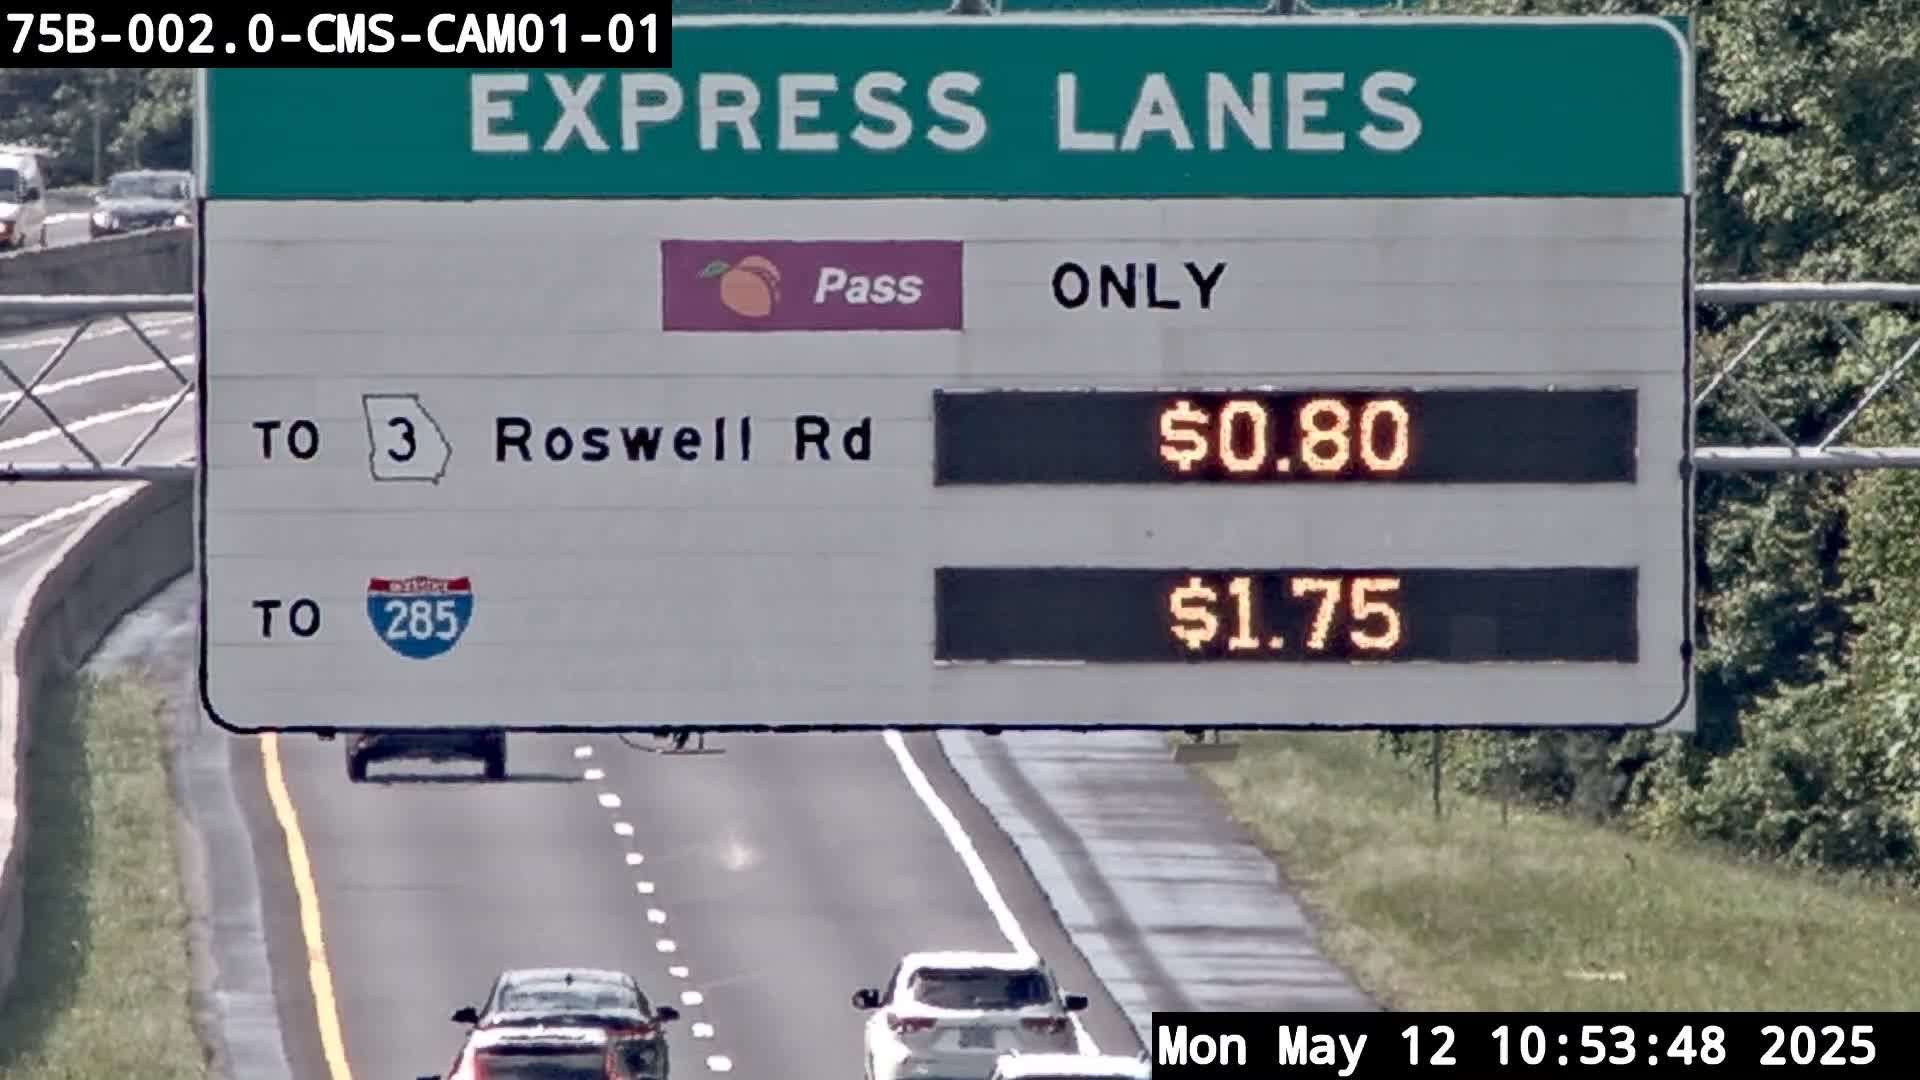 75B-002.0-CMS-CAM01-01
EXPRESS LANES
Pass ONLY
TO 3 Roswell Rd $0.80
TO 285 $1.75
Mon May 12 10:53:48 2025